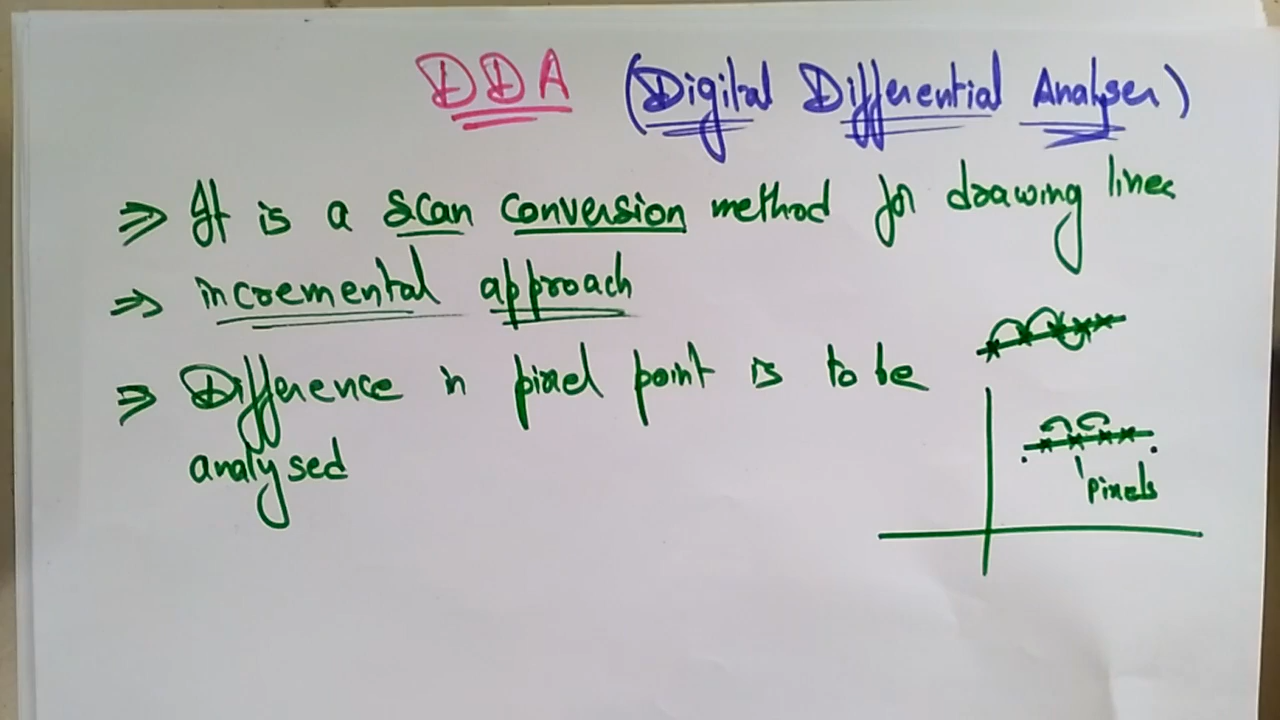 DDA (Digital Differential Analyser)
⇒ It is a scan conversion method for drawing lines
⇒ incremental approach
⇒ Difference in pixel point is to be
analysed
pixels